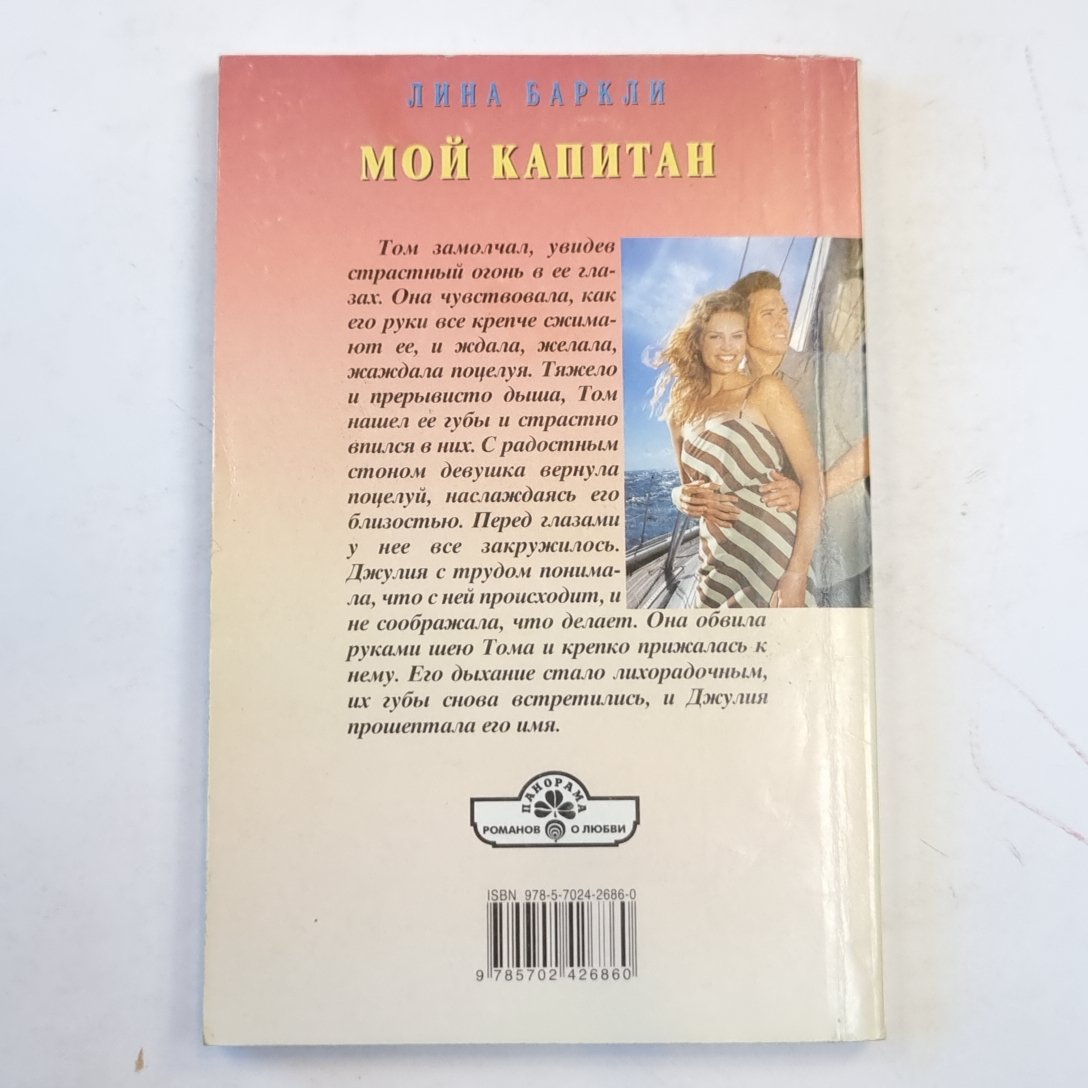 ЛИНА БАРКЛИ
МОЙ КАПИТАН
Том замолчал, увидев
страстный огонь в ее гла-
зах. Она чувствовала, как
его руки все крепче сжима-
ют ее, и ждала, желала,
жаждала поцелуя. Тяжело
и прерывисто дыша, Том
нашел ее губы и страстно
впился в них. С радостным
стоном девушка вернула
поцелуй, наслаждаясь его
близостью. Перед глазами
у нее все закружилось.
Джулия с трудом понима-
ла, что с ней происходит, и
не соображала, что делает. Она обвила
руками шею Тома и крепко прижалась к
нему. Его дыхание стало лихорадочным,
их губы снова встретились, и Джулия
прошептала его имя.
ПАНОРАМА
РОМАНОВ О ЛЮБВИ
ISBN 978-5-7024-2686-0
9 785702 426860